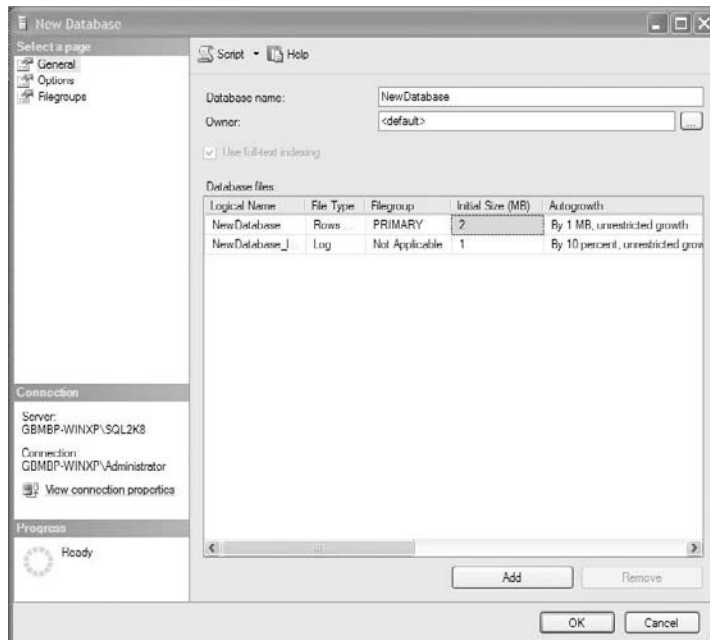 New Database
Select a page
General
Options
Filegroups
Script Help
Database name: NewDatabase
Owner: <default> ...
Use full-text indexing
Database files
Logical Name File Type Filegroup Initial Size (MB) Autogrowth
NewDatabase Rows ... PRIMARY 2 By 1 MB, unrestricted growth
NewDatabase_l... Log Not Applicable 1 By 10 percent, unrestricted grow
Connection
Server:
GBMBP-WINXP\SQL2K8
Connection:
GBMBP-WINXP\Administrator
View connection properties
Progress
Ready
Add Remove
OK Cancel